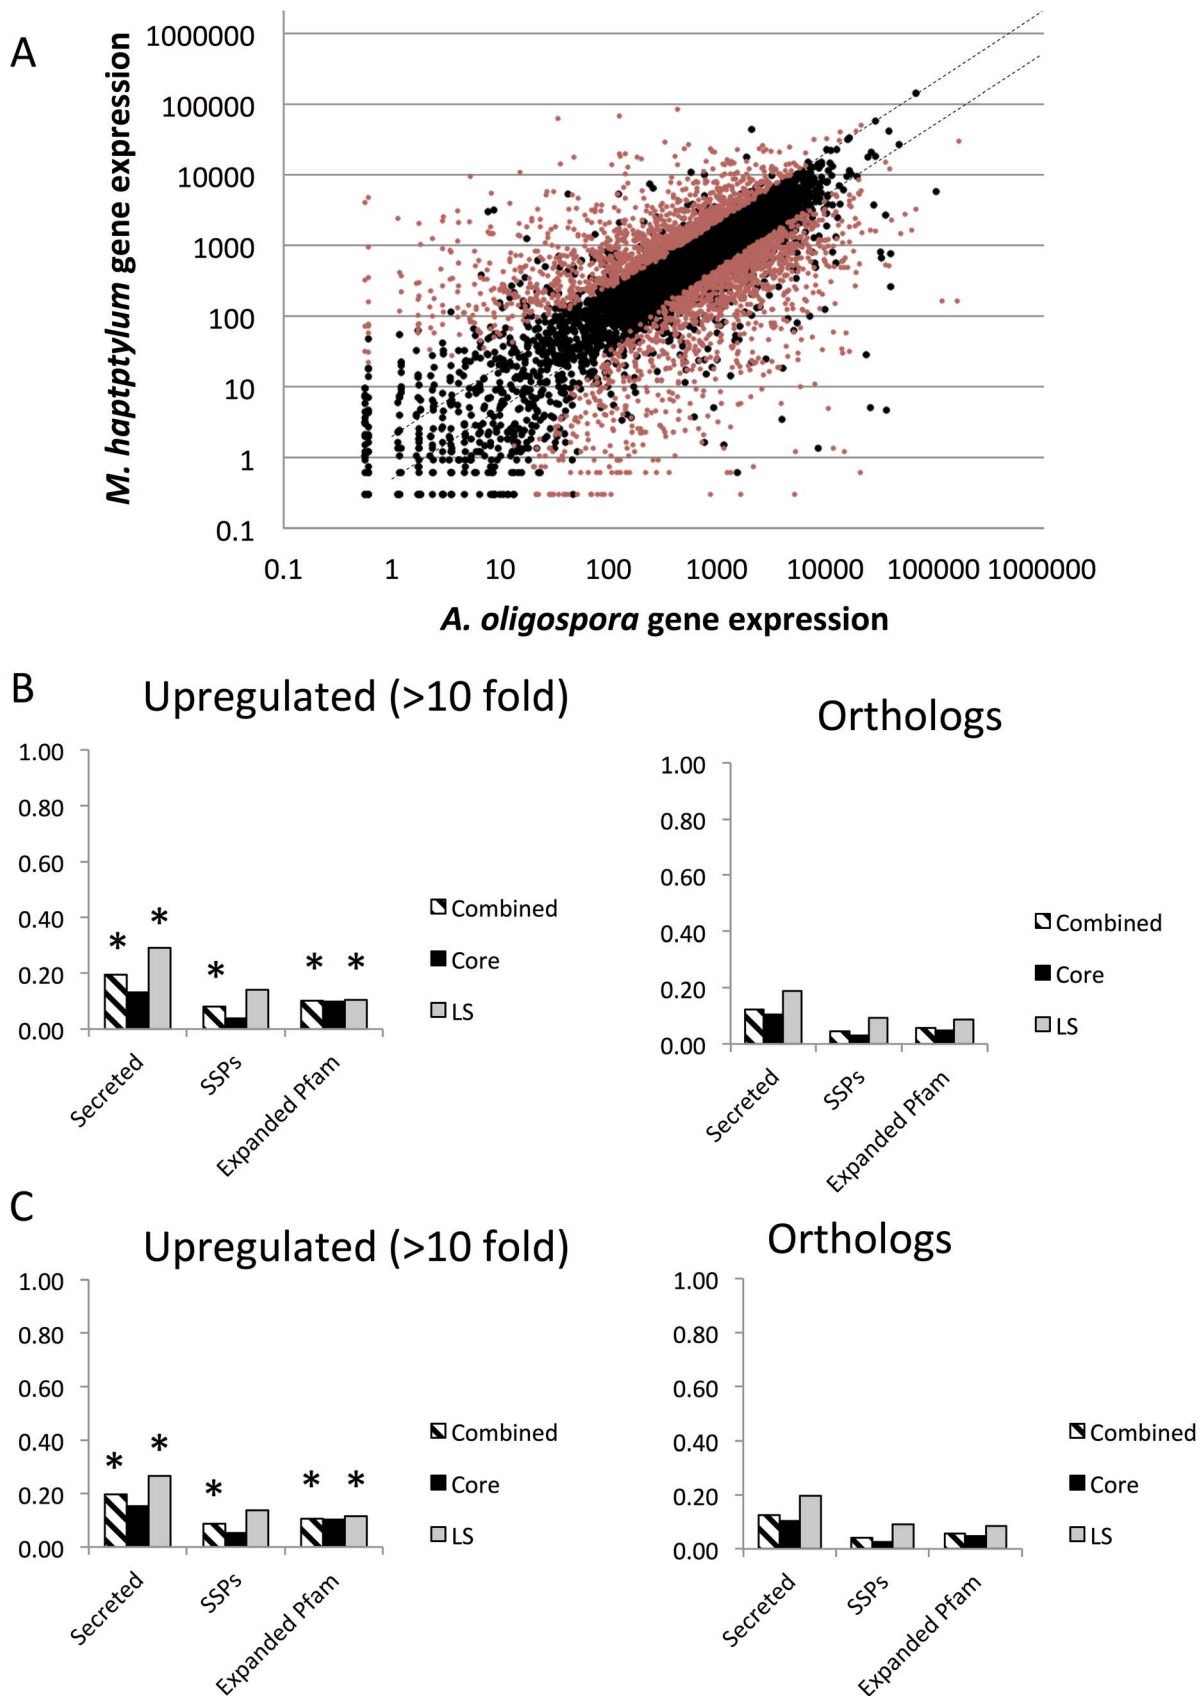 A
M. haptptylum gene expression
1000000
100000
10000
1000
100
10
1
0.1
0.1 1 10 100 1000 10000 100000 1000000
A. oligospora gene expression
B
Upregulated (>10 fold)
1.00
0.80
0.60
0.40
0.20
0.00
* * * * *
Secreted SSPs Expanded Pfam
Combined
Core
LS
Orthologs
1.00
0.80
0.60
0.40
0.20
0.00
Secreted SSPs Expanded Pfam
Combined
Core
LS
C
Upregulated (>10 fold)
1.00
0.80
0.60
0.40
0.20
0.00
* * * * *
Secreted SSPs Expanded Pfam
Combined
Core
LS
Orthologs
1.00
0.80
0.60
0.40
0.20
0.00
Secreted SSPs Expanded Pfam
Combined
Core
LS